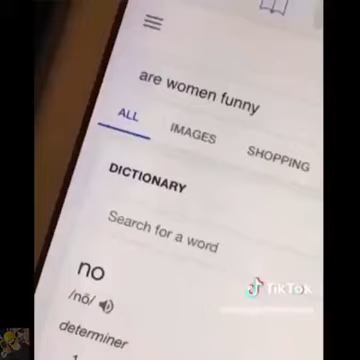 are women funny
ALL IMAGES SHOPPING
DICTIONARY
Search for a word
no
/nō/
determiner
TikTok